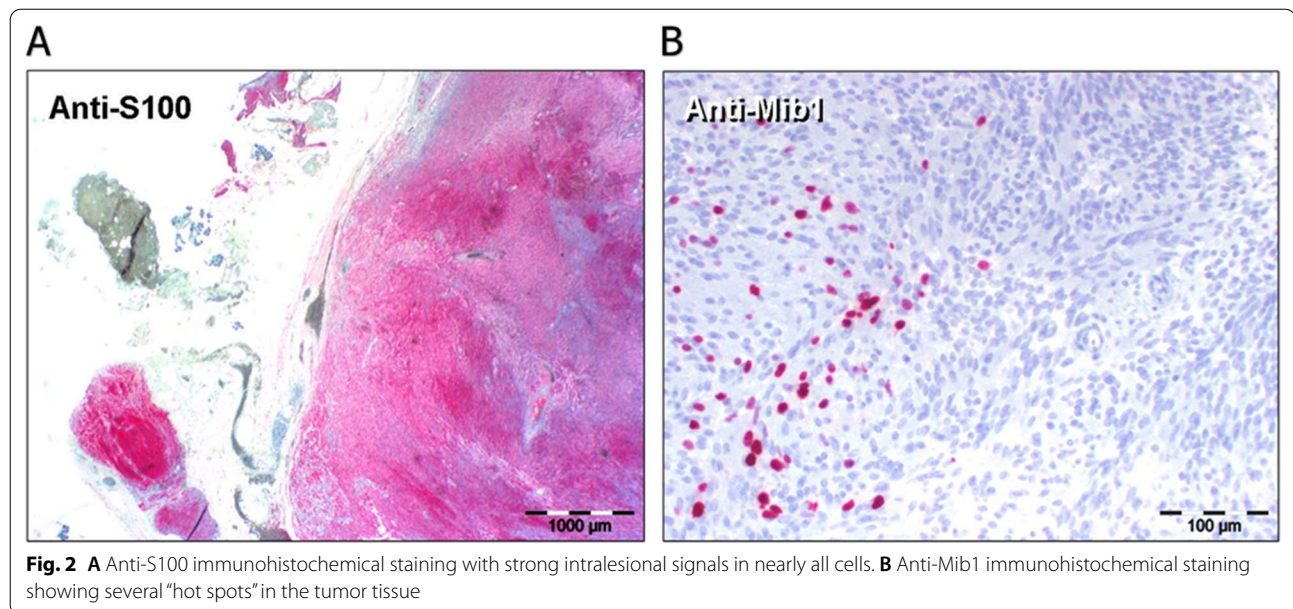 A
B
Anti-S100
Anti-Mib1
1000 µm
100 µm
Fig. 2 A Anti-S100 immunohistochemical staining with strong intralesional signals in nearly all cells. B Anti-Mib1 immunohistochemical staining
showing several “hot spots” in the tumor tissue